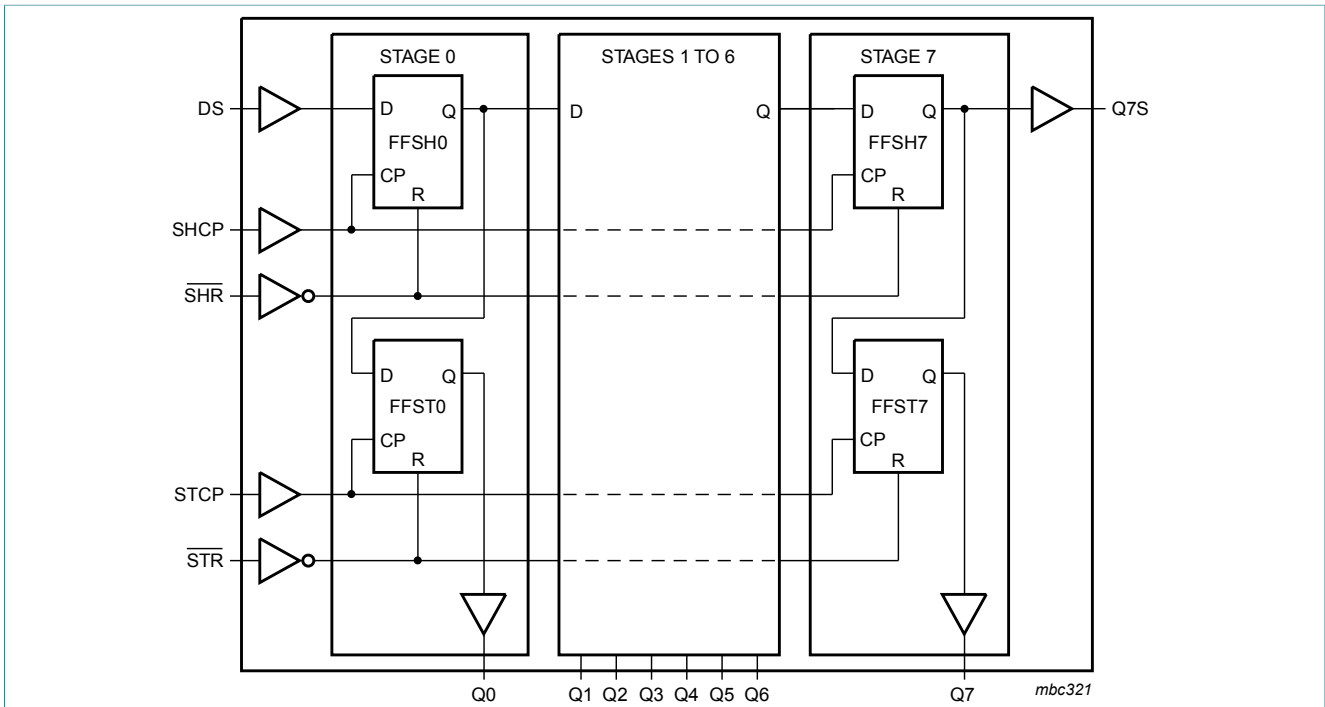 STAGE 0
STAGES 1 TO 6
STAGE 7
DS
D
Q
FFSH0
CP
R
D
Q
D
Q
FFSH7
CP
R
Q7S
SHCP
SHR
D
Q
FFST0
CP
R
D
Q
FFST7
CP
R
STCP
STR
Q0
Q1 Q2 Q3 Q4 Q5 Q6
Q7
mbc321